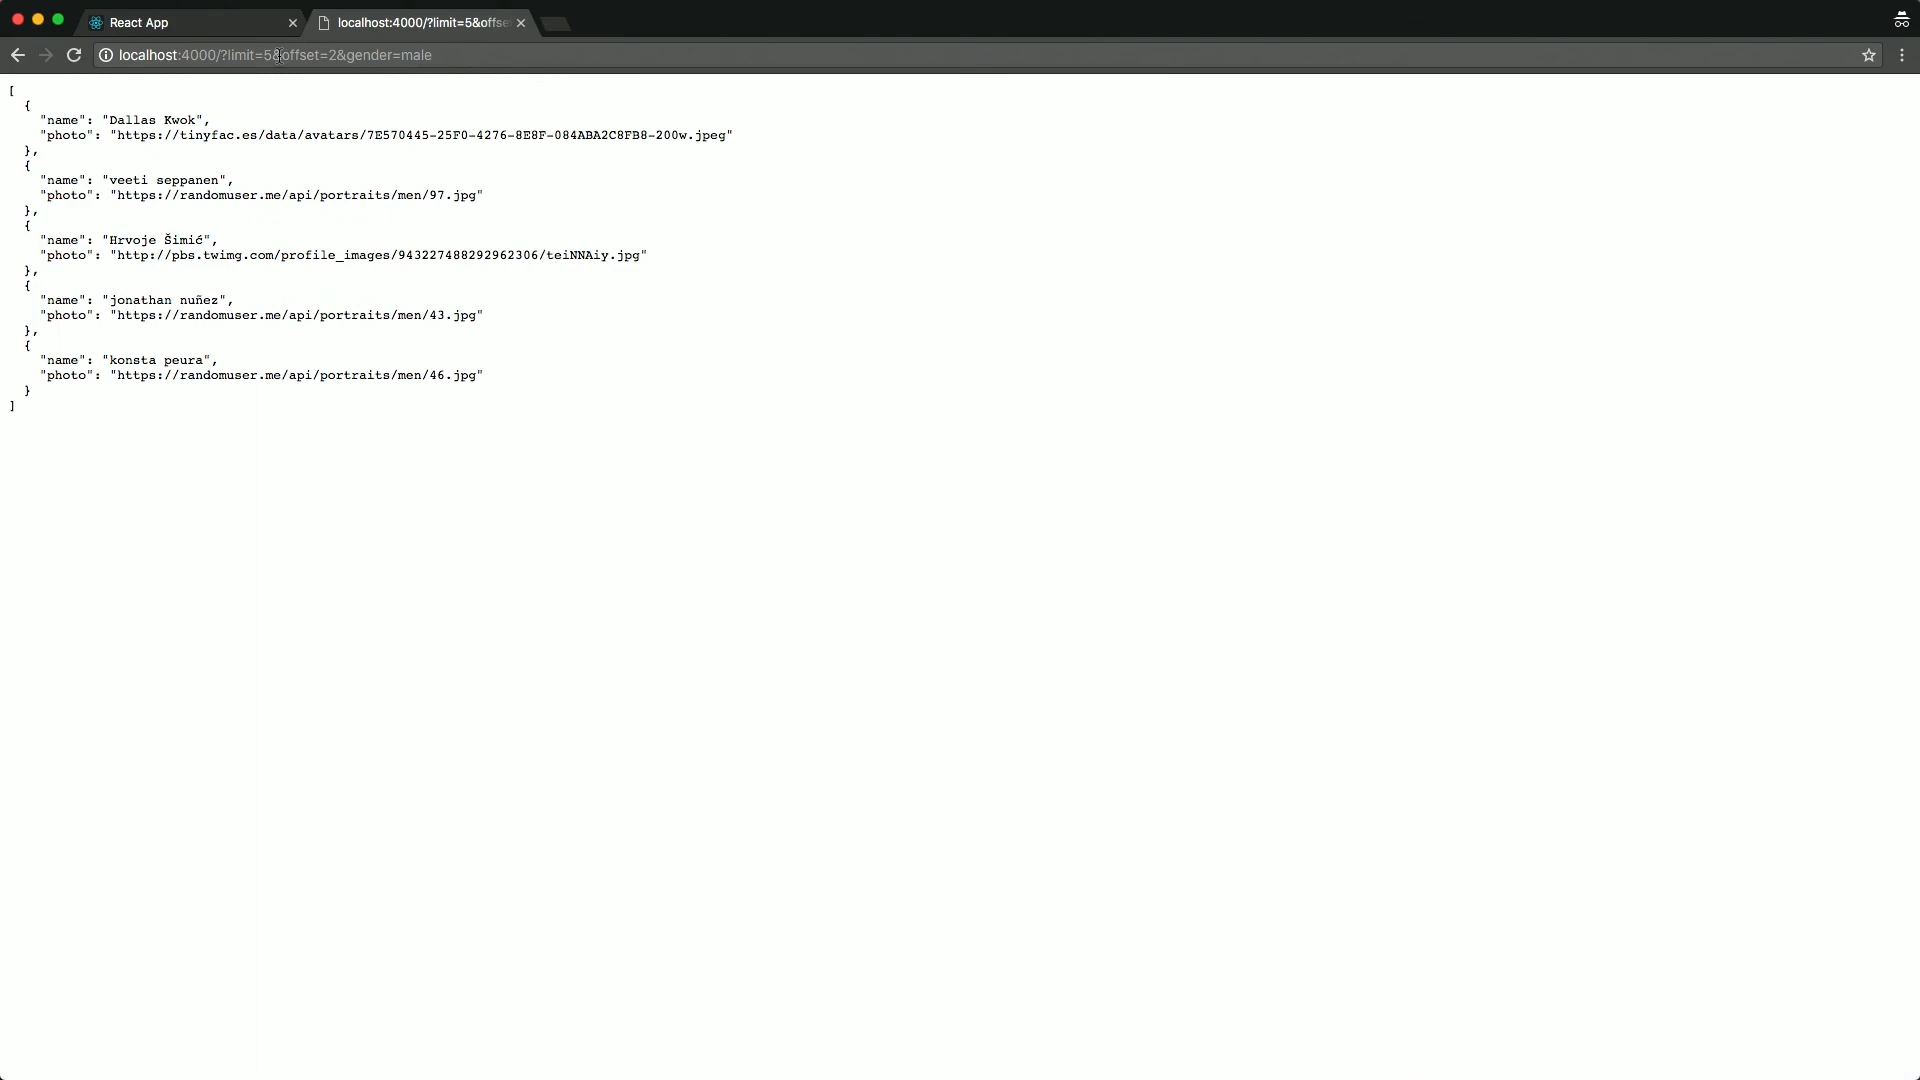 React App
localhost:4000/?limit=5&offse
localhost:4000/?limit=5&offset=2&gender=male
[
  {
    "name": "Dallas Kwok",
    "photo": "https://tinyfac.es/data/avatars/7E570445-25F0-4276-8E8F-084ABA2C8FB8-200w.jpeg"
  },
  {
    "name": "veeti seppanen",
    "photo": "https://randomuser.me/api/portraits/men/97.jpg"
  },
  {
    "name": "Hrvoje Šimić",
    "photo": "http://pbs.twimg.com/profile_images/943227488292962306/teiNNAiy.jpg"
  },
  {
    "name": "jonathan nuñez",
    "photo": "https://randomuser.me/api/portraits/men/43.jpg"
  },
  {
    "name": "konsta peura",
    "photo": "https://randomuser.me/api/portraits/men/46.jpg"
  }
]